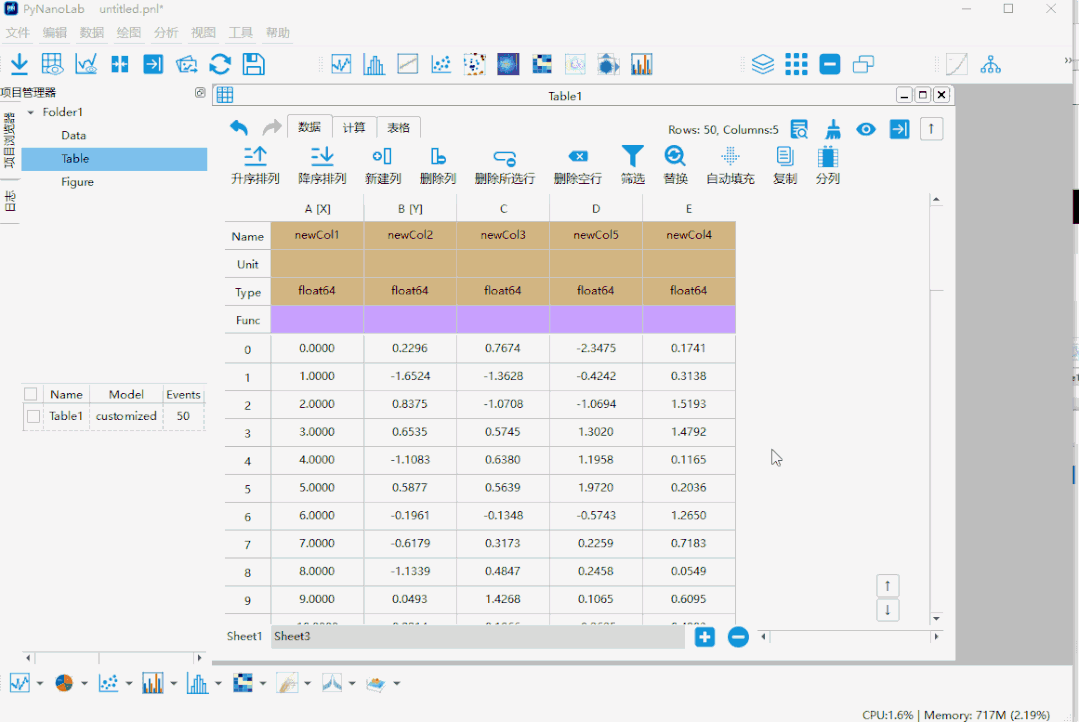 PyNanoLab untitled.pnl*
文件 编辑 数据 绘图 分析 视图 工具 帮助
项目管理器
项目浏览器
日志
Folder1
Data
Table
Figure
Name Model Events
Table1 customized 50
Table1
数据 计算 表格
Rows: 50, Columns:5
升序排列 降序排列 新建列 删除列 删除所选行 删除空行 筛选 替换 自动填充 复制 分列
A [X] B [Y] C D E
Name newCol1 newCol2 newCol3 newCol5 newCol4
Unit
Type float64 float64 float64 float64 float64
Func
0 0.0000 0.2296 0.7674 -2.3475 0.1741
1 1.0000 -1.6524 -1.3628 -0.4242 0.3138
2 2.0000 0.8375 -1.0708 -1.0694 1.5193
3 3.0000 0.6535 0.5745 1.3020 1.4792
4 4.0000 -1.1083 0.6380 1.1958 0.1165
5 5.0000 0.5877 0.5639 1.9720 0.2036
6 6.0000 -0.1961 -0.1348 -0.5743 1.2650
7 7.0000 -0.6179 0.3173 0.2259 0.7183
8 8.0000 -1.1339 0.4847 0.2458 0.0549
9 9.0000 0.0493 1.4268 0.1065 0.6095
Sheet1 Sheet3
CPU:1.6% | Memory: 717M (2.19%)